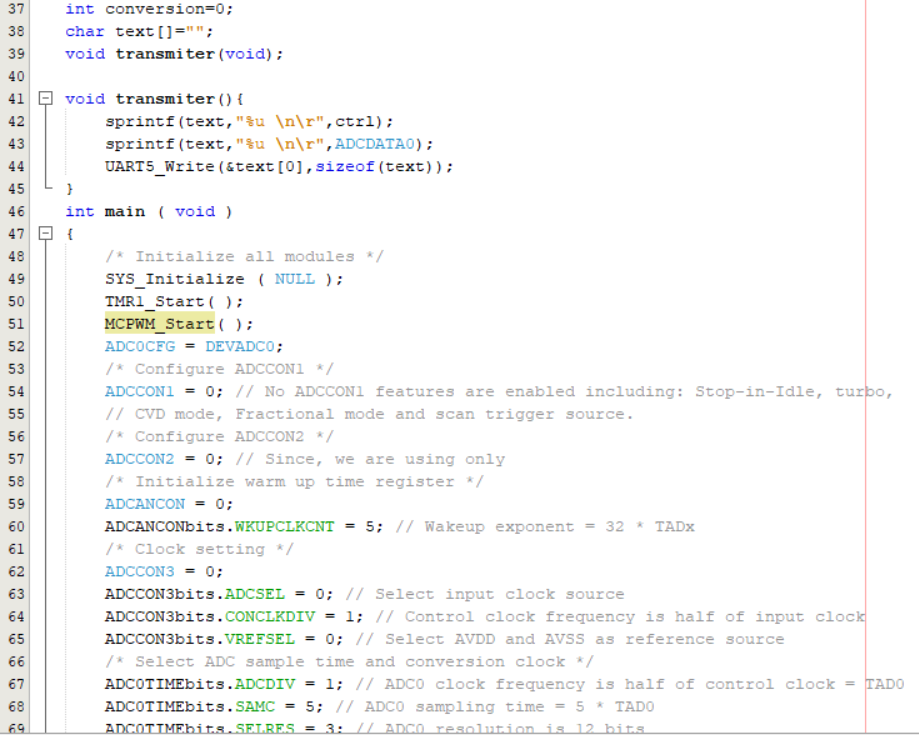 37 int conversion=0;
38 char text[]="";
39 void transmiter(void);
40
41 void transmiter(){
42 sprintf(text,"%u \n\r",ctrl);
43 sprintf(text,"%u \n\r",ADCDATA0);
44 UART5_Write(&text[0],sizeof(text));
45 }
46 int main ( void )
47 {
48 /* Initialize all modules */
49 SYS_Initialize ( NULL );
50 TMR1_Start( );
51 MCPWM_Start( );
52 ADC0CFG = DEVADC0;
53 /* Configure ADCCON1 */
54 ADCCON1 = 0; // No ADCCON1 features are enabled including: Stop-in-Idle, turbo,
55 // CVD mode, Fractional mode and scan trigger source.
56 /* Configure ADCCON2 */
57 ADCCON2 = 0; // Since, we are using only
58 /* Initialize warm up time register */
59 ADCANCON = 0;
60 ADCANCONbits.WKUPCLKCNT = 5; // Wakeup exponent = 32 * TADx
61 /* Clock setting */
62 ADCCON3 = 0;
63 ADCCON3bits.ADCSEL = 0; // Select input clock source
64 ADCCON3bits.CONCLKDIV = 1; // Control clock frequency is half of input clock
65 ADCCON3bits.VREFSEL = 0; // Select AVDD and AVSS as reference source
66 /* Select ADC sample time and conversion clock */
67 ADC0TIMEbits.ADCDIV = 1; // ADC0 clock frequency is half of control clock = TAD0
68 ADC0TIMEbits.SAMC = 5; // ADC0 sampling time = 5 * TAD0
69 ADC0TIMEbits.SELRES = 3; // ADC0 resolution is 12 bits